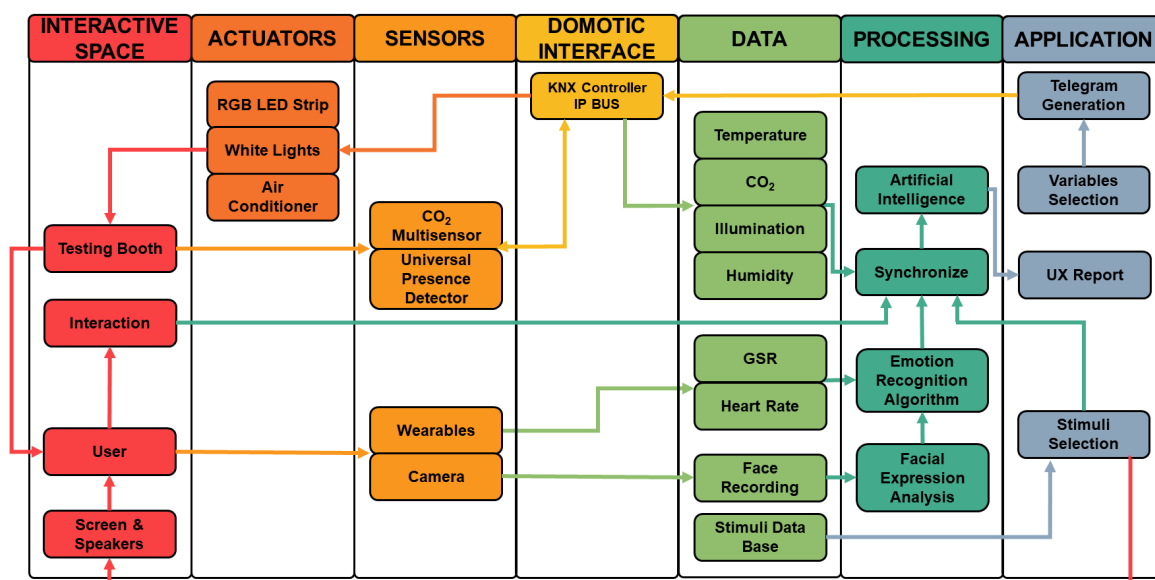 INTERACTIVE
SPACE
ACTUATORS
SENSORS
DOMOTIC
INTERFACE
DATA
PROCESSING
APPLICATION
RGB LED Strip
White Lights
Air
Conditioner
Testing Booth
Interaction
User
Screen &
Speakers
CO₂
Multisensor
Universal
Presence
Detector
Wearables
Camera
KNX Controller
IP BUS
Temperature
CO₂
Illumination
Humidity
GSR
Heart Rate
Face
Recording
Stimuli Data
Base
Artificial
Intelligence
Synchronize
Emotion
Recognition
Algorithm
Facial
Expression
Analysis
Telegram
Generation
Variables
Selection
UX Report
Stimuli
Selection